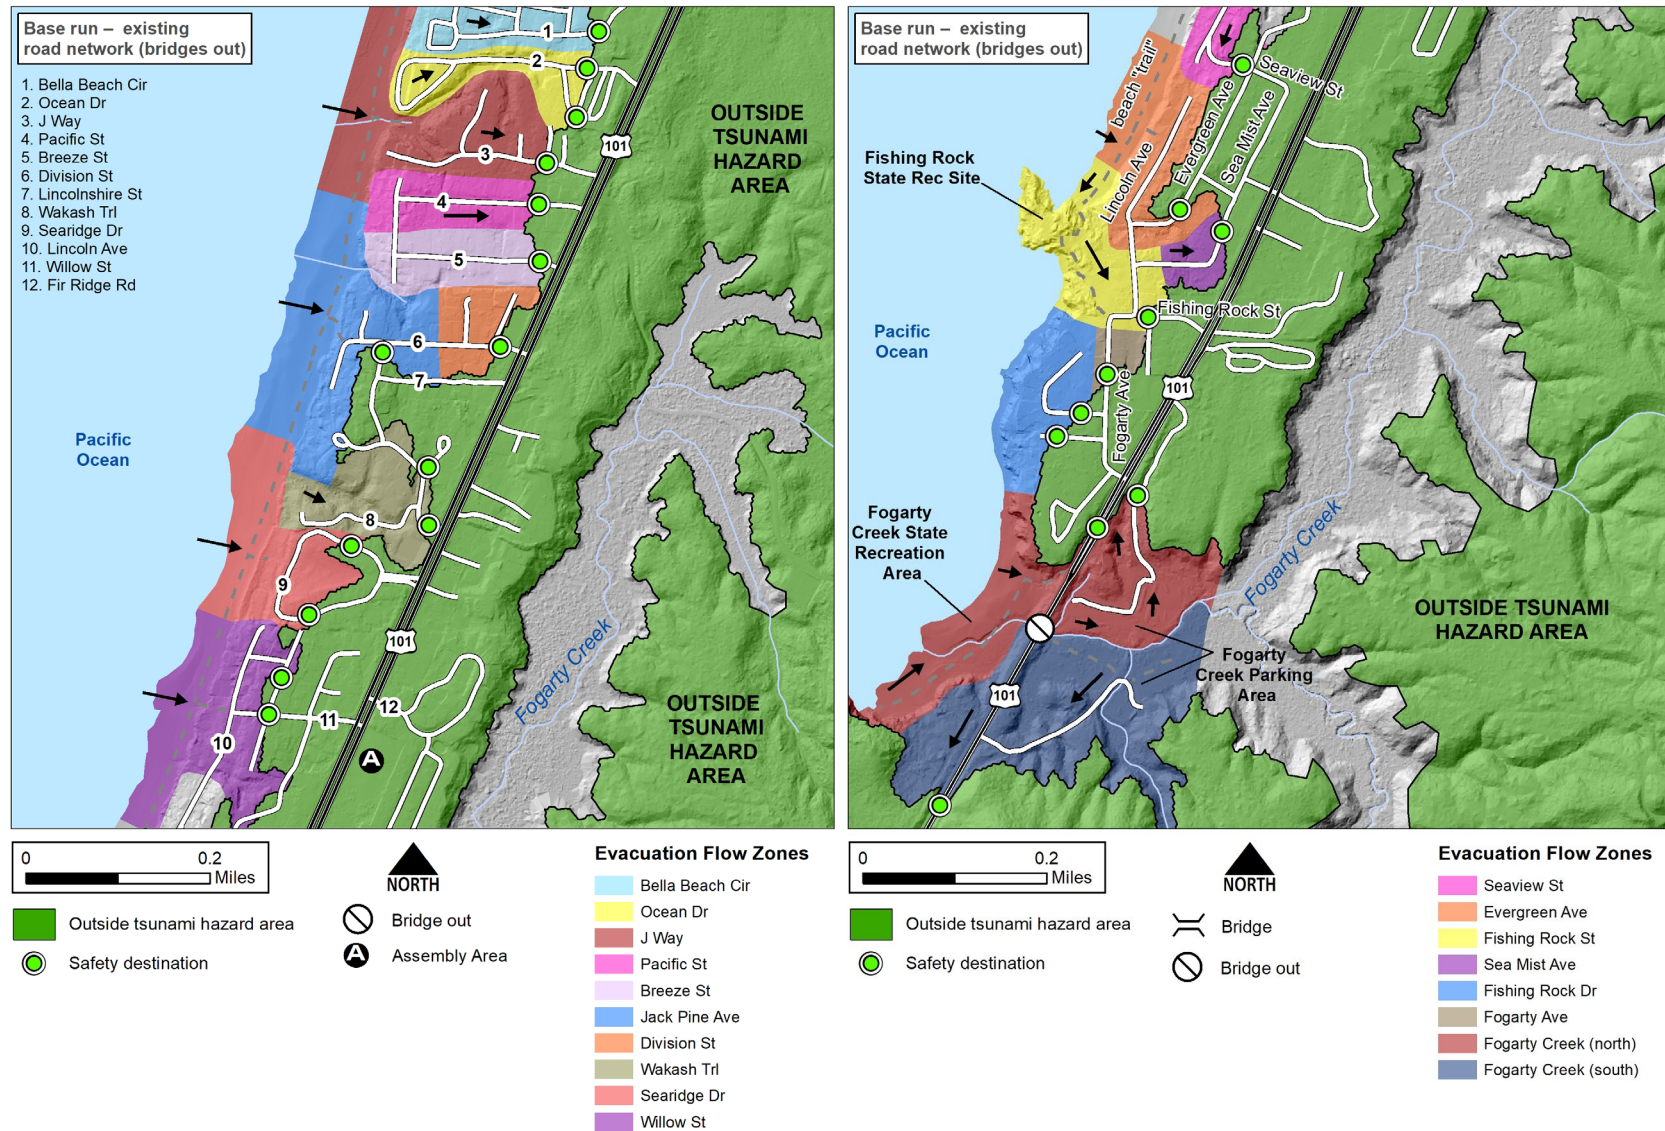 Base run – existing
road network (bridges out)
1. Bella Beach Cir
2. Ocean Dr
3. J Way
4. Pacific St
5. Breeze St
6. Division St
7. Lincolnshire St
8. Wakash Trl
9. Searidge Dr
10. Lincoln Ave
11. Willow St
12. Fir Ridge Rd
1
2
3
4
5
6
7
8
9
10
11
12
101
101
A
OUTSIDE
TSUNAMI
HAZARD
AREA
Pacific
Ocean
Fogarty Creek
OUTSIDE
TSUNAMI
HAZARD
AREA
0
0.2
Miles
NORTH
Outside tsunami hazard area
Safety destination
Bridge out
A
Assembly Area
Evacuation Flow Zones
Bella Beach Cir
Ocean Dr
J Way
Pacific St
Breeze St
Jack Pine Ave
Division St
Wakash Trl
Searidge Dr
Willow St
Base run – existing
road network (bridges out)
Seaview St
beach "trail"
Evergreen Ave
Sea Mist Ave
Lincoln Ave
Fishing Rock
State Rec Site
Fishing Rock St
Pacific
Ocean
101
Fogarty Ave
Fogarty
Creek State
Recreation
Area
Fogarty Creek
OUTSIDE TSUNAMI
HAZARD AREA
Fogarty
Creek Parking
Area
101
0
0.2
Miles
NORTH
Outside tsunami hazard area
Safety destination
Bridge
Bridge out
Evacuation Flow Zones
Seaview St
Evergreen Ave
Fishing Rock St
Sea Mist Ave
Fishing Rock Dr
Fogarty Ave
Fogarty Creek (north)
Fogarty Creek (south)